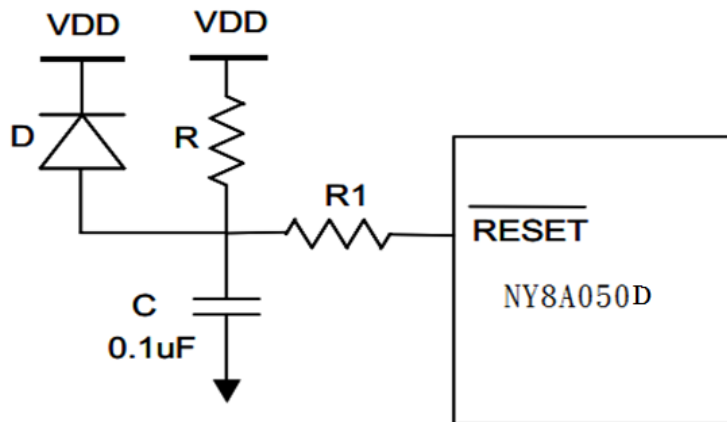 VDD
VDD
D
R
R1
RESET
C
0.1uF
NY8A050D